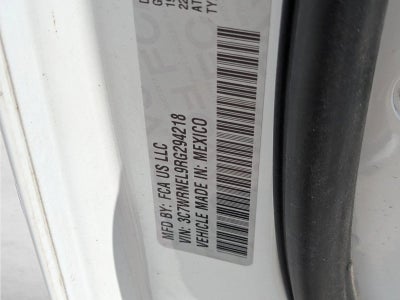 MFD BY: FCA US LLC
VIN: 3C7WRNEL9RG294218
VEHICLE MADE IN: MEXICO